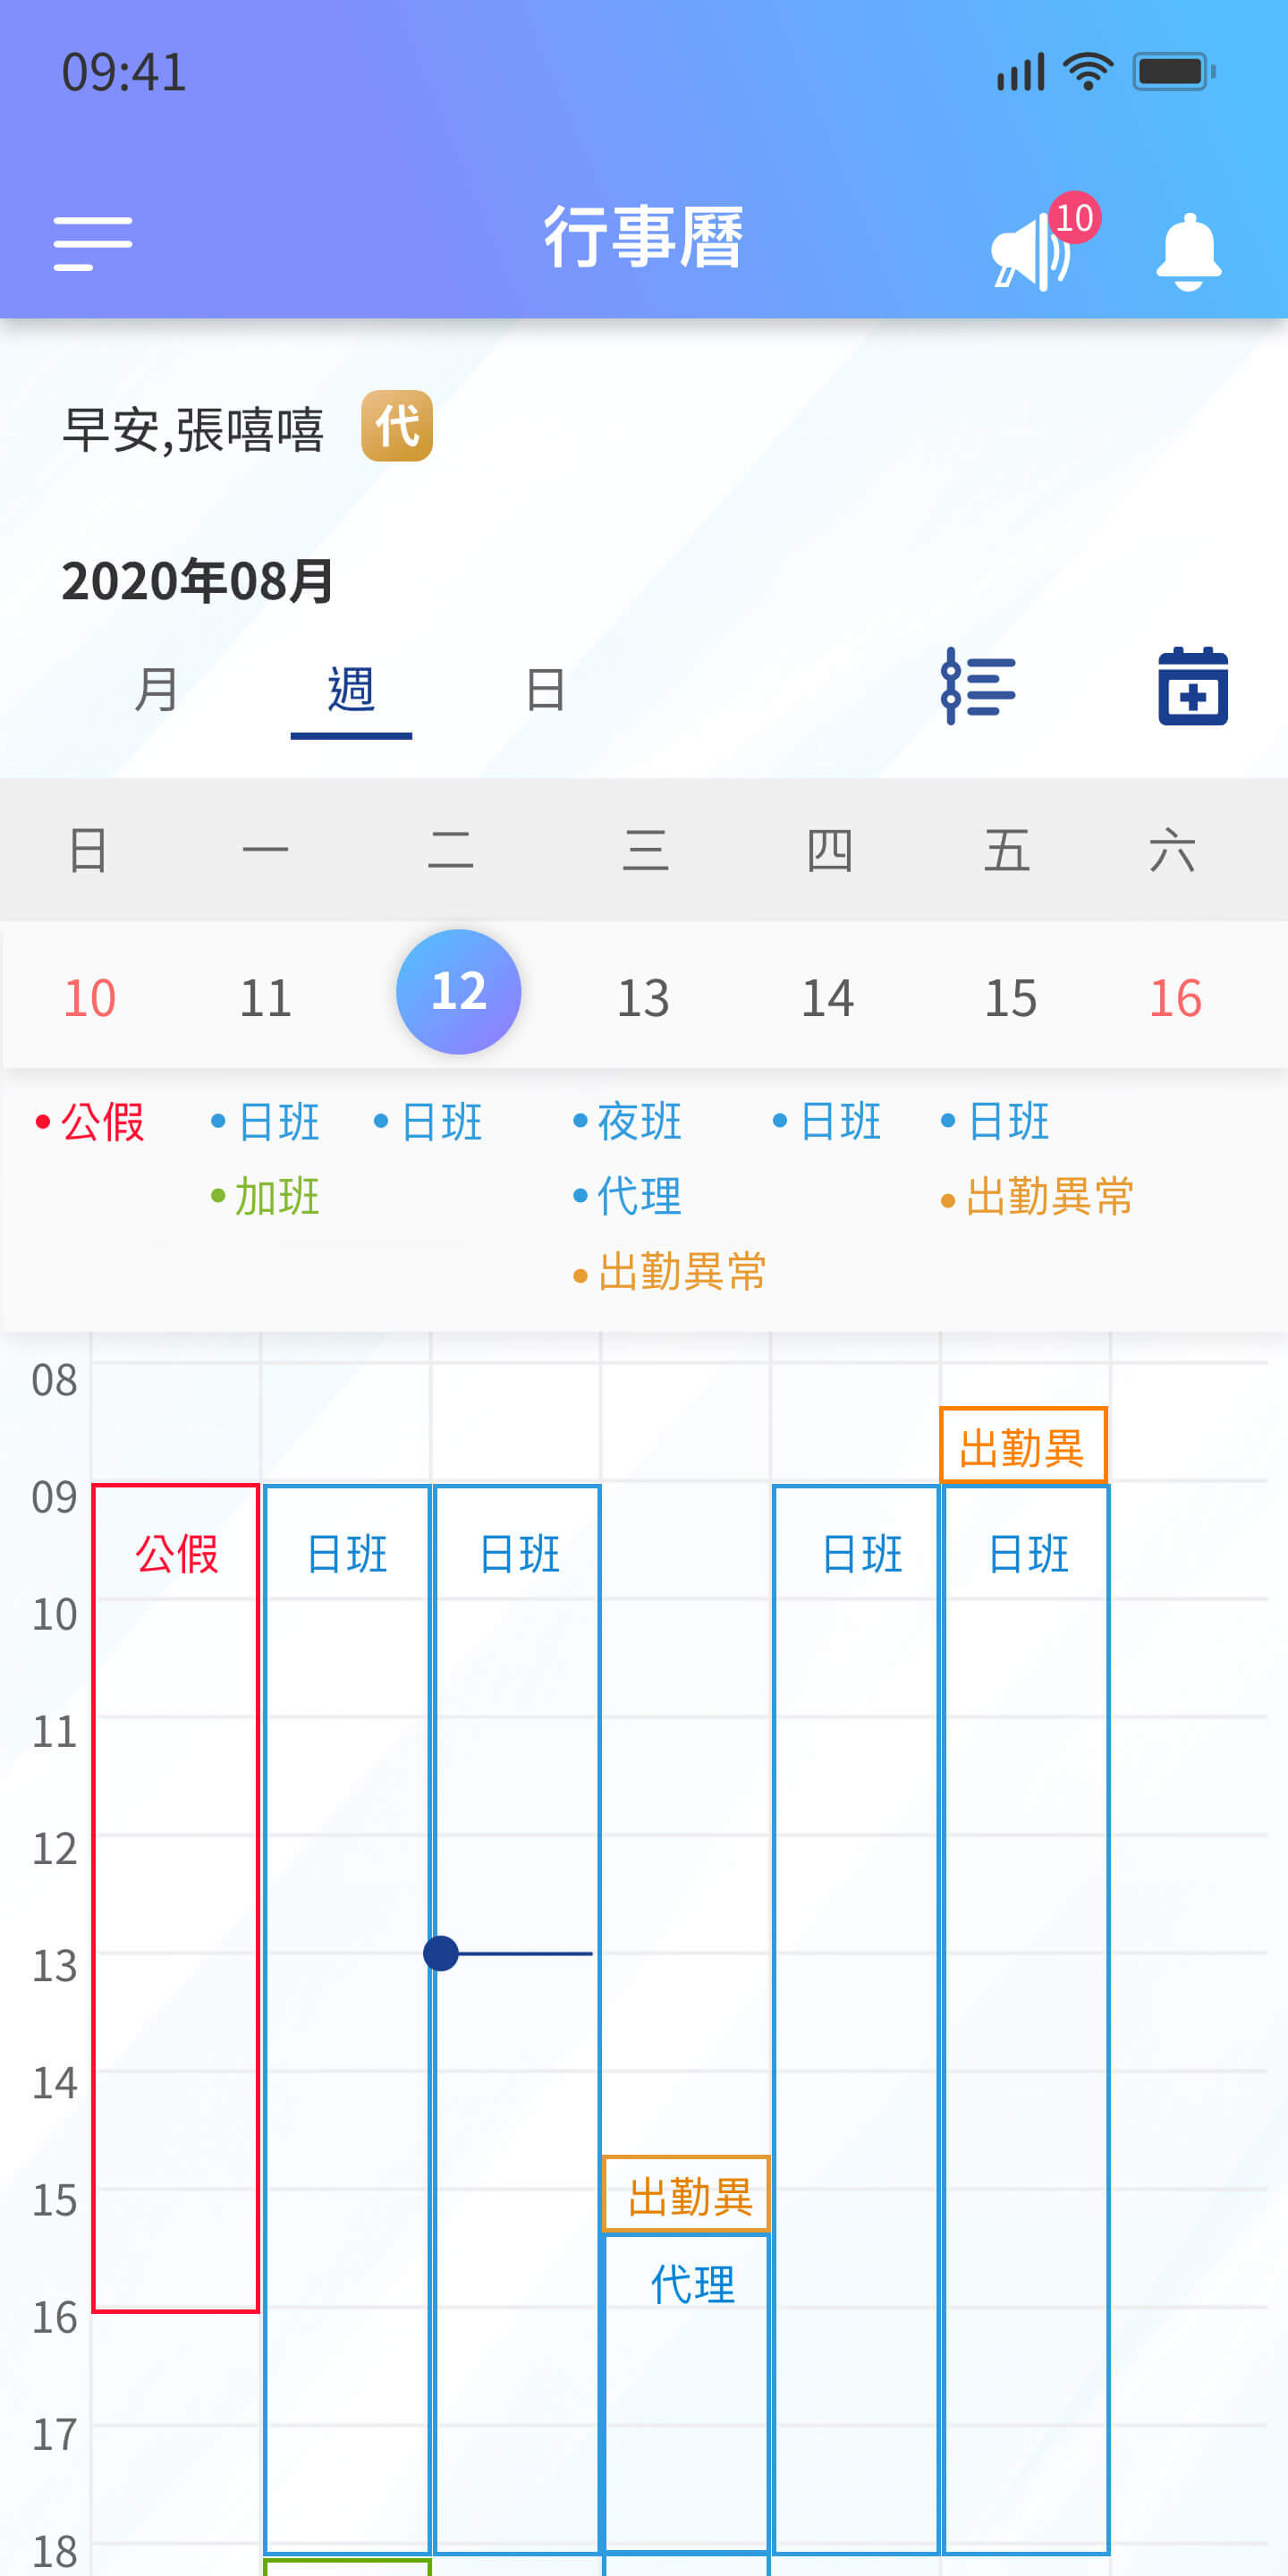 09:41
行事曆
10
早安,張嘻嘻 代
2020年08月
月 週 日
日 一 二 三 四 五 六
10 11 12 13 14 15 16
公假 日班 日班 夜班 日班 日班
加班 代理 出勤異常
出勤異常
08
出勤異
09
公假 日班 日班 日班 日班
10
11
12
13
14
15
出勤異
代理
16
17
18